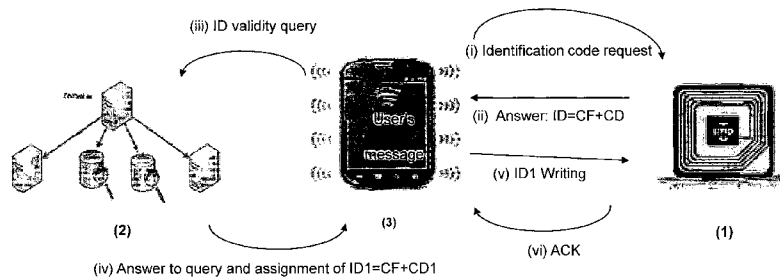 (iii) ID validity query
(i) Identification code request
User's
message
(ii) Answer: ID=CF+CD
(v) ID1 Writing
(2)
(3)
(1)
(vi) ACK
(iv) Answer to query and assignment of ID1=CF+CD1